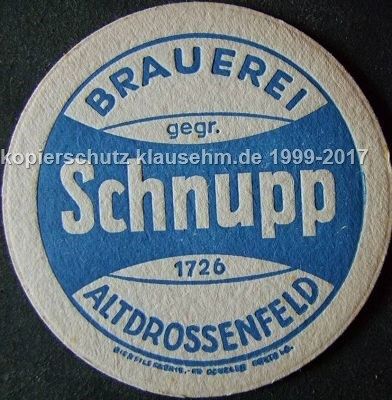 BRAUEREI
gegr.
kopierschutz klausehm.de 1999-2017
Schnupp
1726
ALTDROSSENFELD